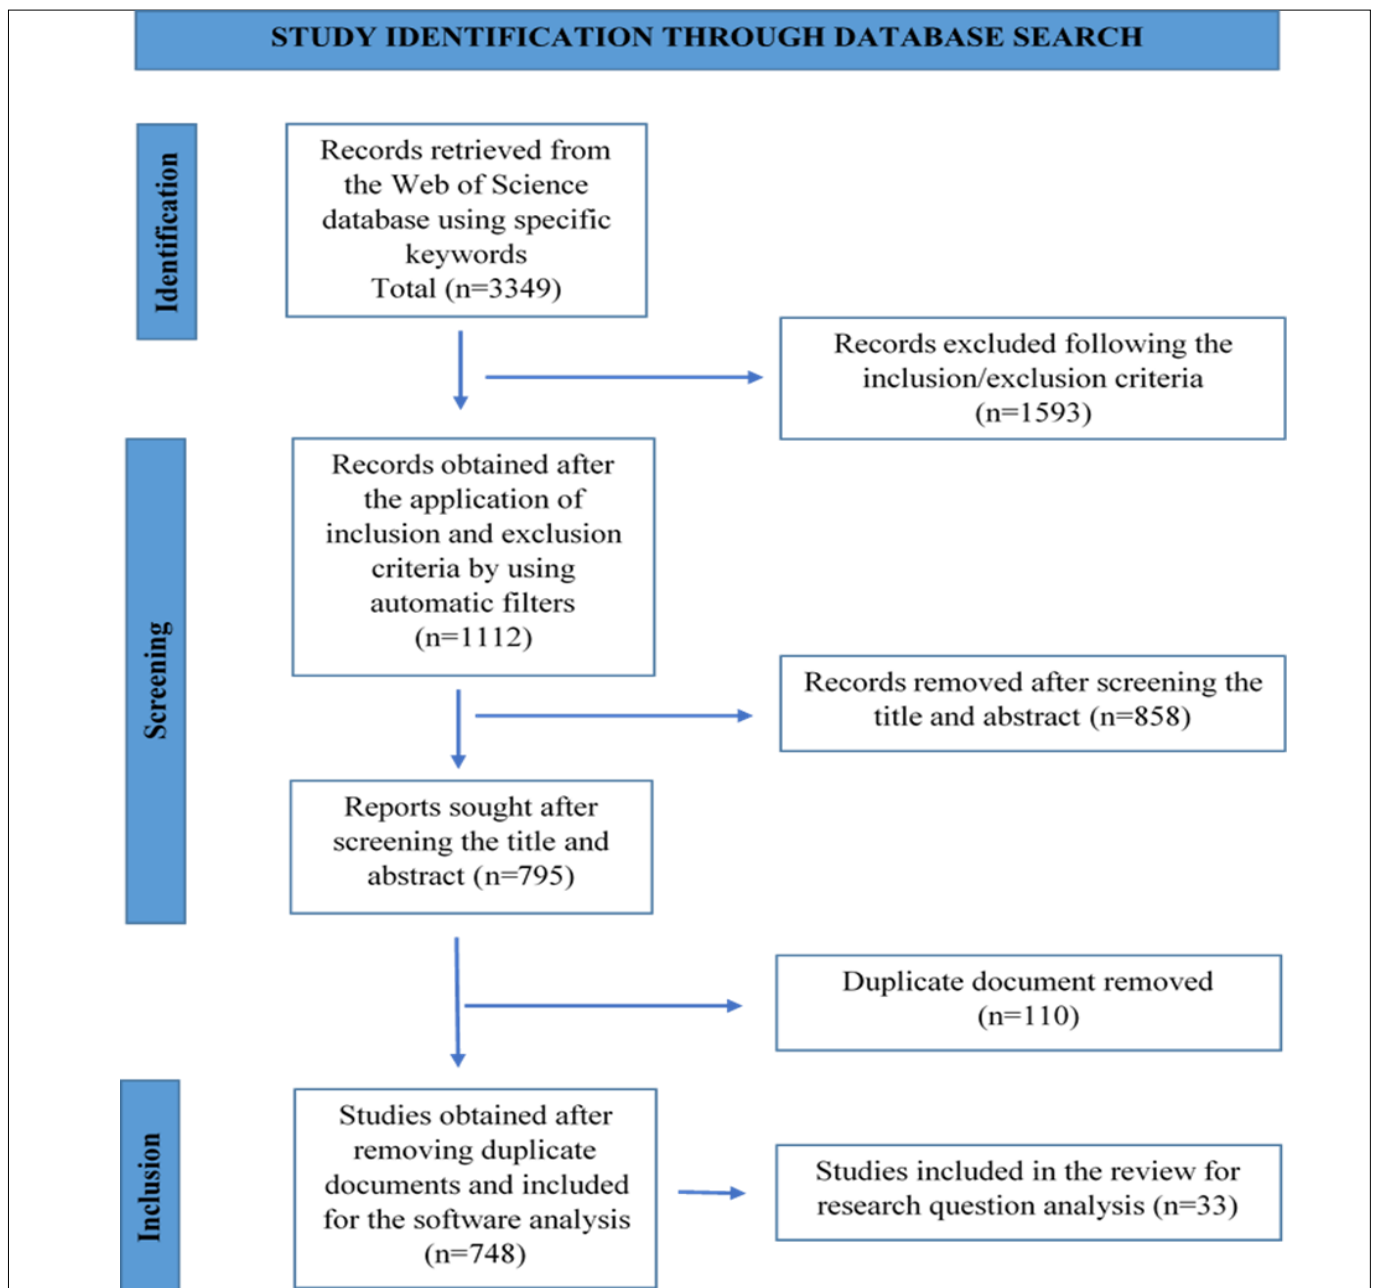 STUDY IDENTIFICATION THROUGH DATABASE SEARCH
Identification
Records retrieved from
the Web of Science
database using specific
keywords
Total (n=3349)
Records excluded following the
inclusion/exclusion criteria
(n=1593)
Screening
Records obtained after
the application of
inclusion and exclusion
criteria by using
automatic filters
(n=1112)
Records removed after screening the
title and abstract (n=858)
Reports sought after
screening the title and
abstract (n=795)
Duplicate document removed
(n=110)
Inclusion
Studies obtained after
removing duplicate
documents and included
for the software analysis
(n=748)
Studies included in the review for
research question analysis (n=33)